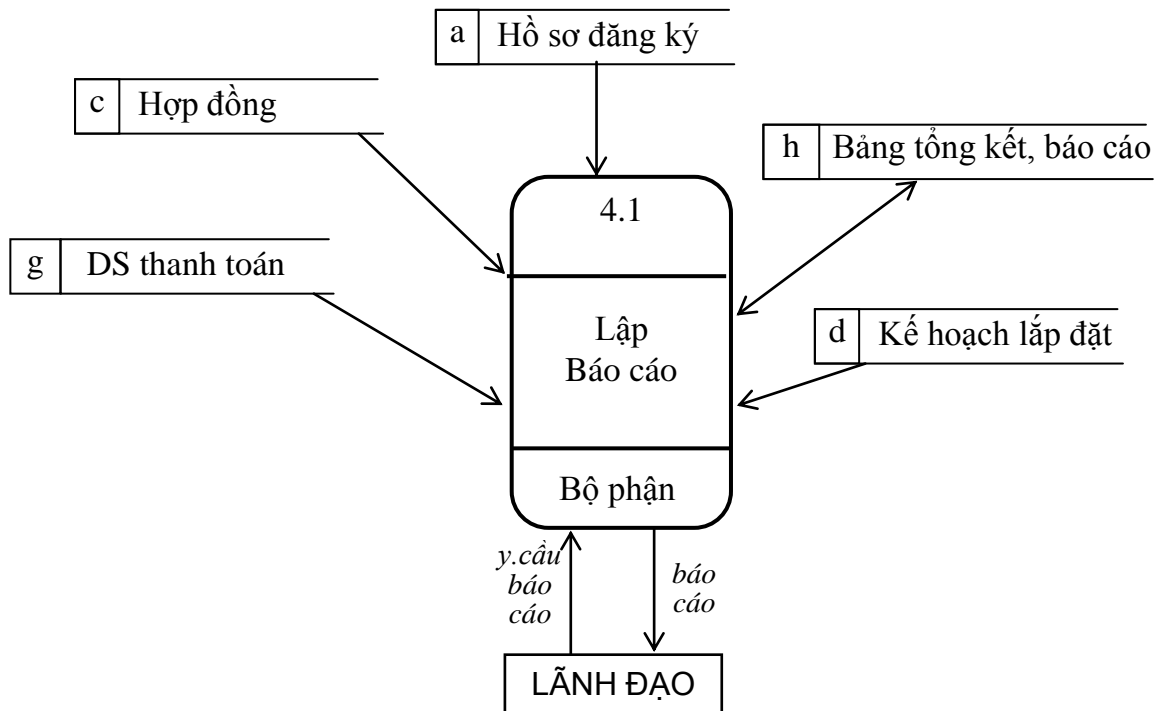 a Hồ sơ đăng ký
c Hợp đồng
h Bảng tổng kết, báo cáo
4.1
g DS thanh toán
d Kế hoạch lắp đặt
Lập
Báo cáo
Bộ phận
y.cầu
báo
cáo
báo
cáo
LÃNH ĐẠO